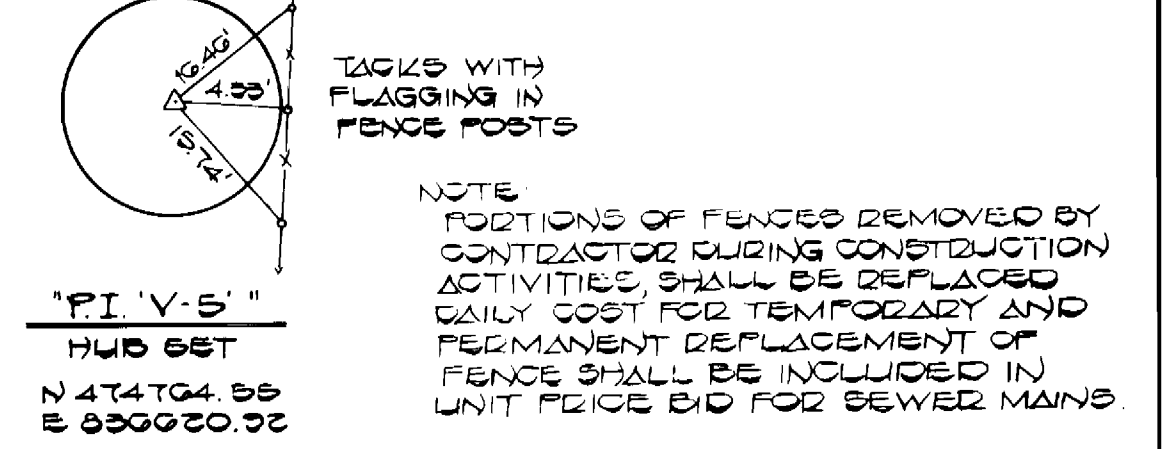 16.46'
4.53'
15.74'
TACKS WITH
FLAGGING IN
FENCE POSTS
"P.I. 'V-5' "
HUB SET
N 474764.55
NOTE:
PORTIONS OF FENCES REMOVED BY
CONTRACTOR DURING CONSTRUCTION
ACTIVITIES, SHALL BE REPLACED
DAILY COST FOR TEMPORARY AND
PERMANENT REPLACEMENT OF
FENCE SHALL BE INCLUDED IN
UNIT PRICE BID FOR SEWER MAINS.